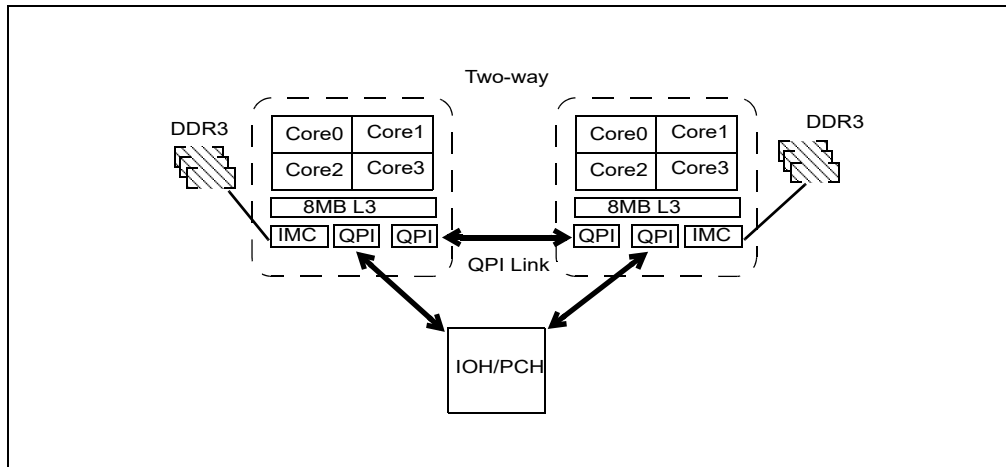 Two-way
DDR3
DDR3
Core0 Core1
Core0 Core1
Core2 Core3
Core2 Core3
8MB L3
8MB L3
IMC QPI QPI
QPI QPI IMC
QPI Link
IOH/PCH